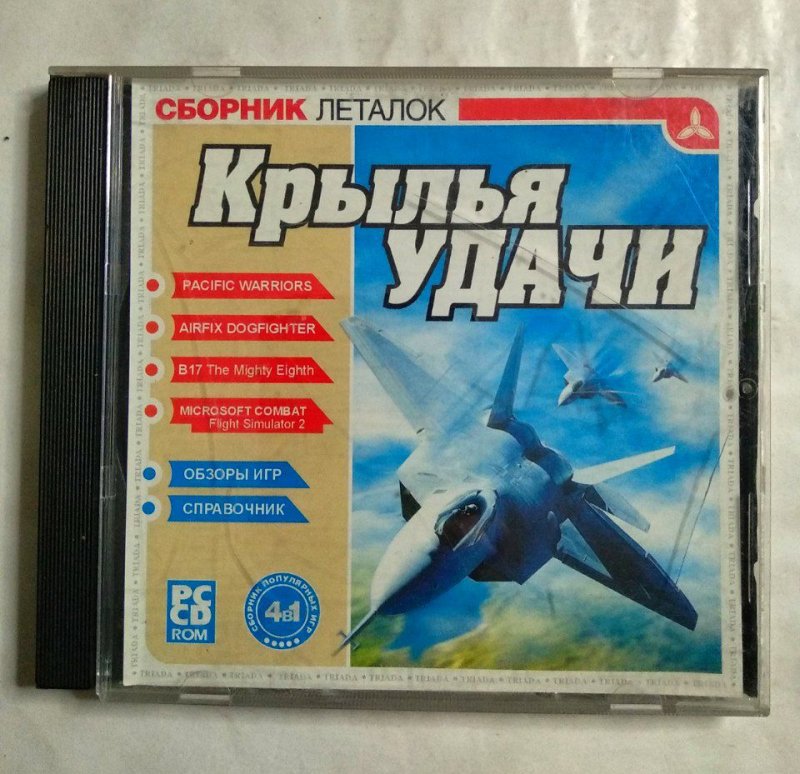 СБОРНИК ЛЕТАЛОК
Крылья
УДАЧИ
PACIFIC WARRIORS
AIRFIX DOGFIGHTER
B17 The Mighty Eighth
MICROSOFT COMBAT
Flight Simulator 2
ОБЗОРЫ ИГР
СПРАВОЧНИК
PC
CD
ROM
СБОРНИК ПОПУЛЯРНЫХ ИГР
4в1
TRIADA